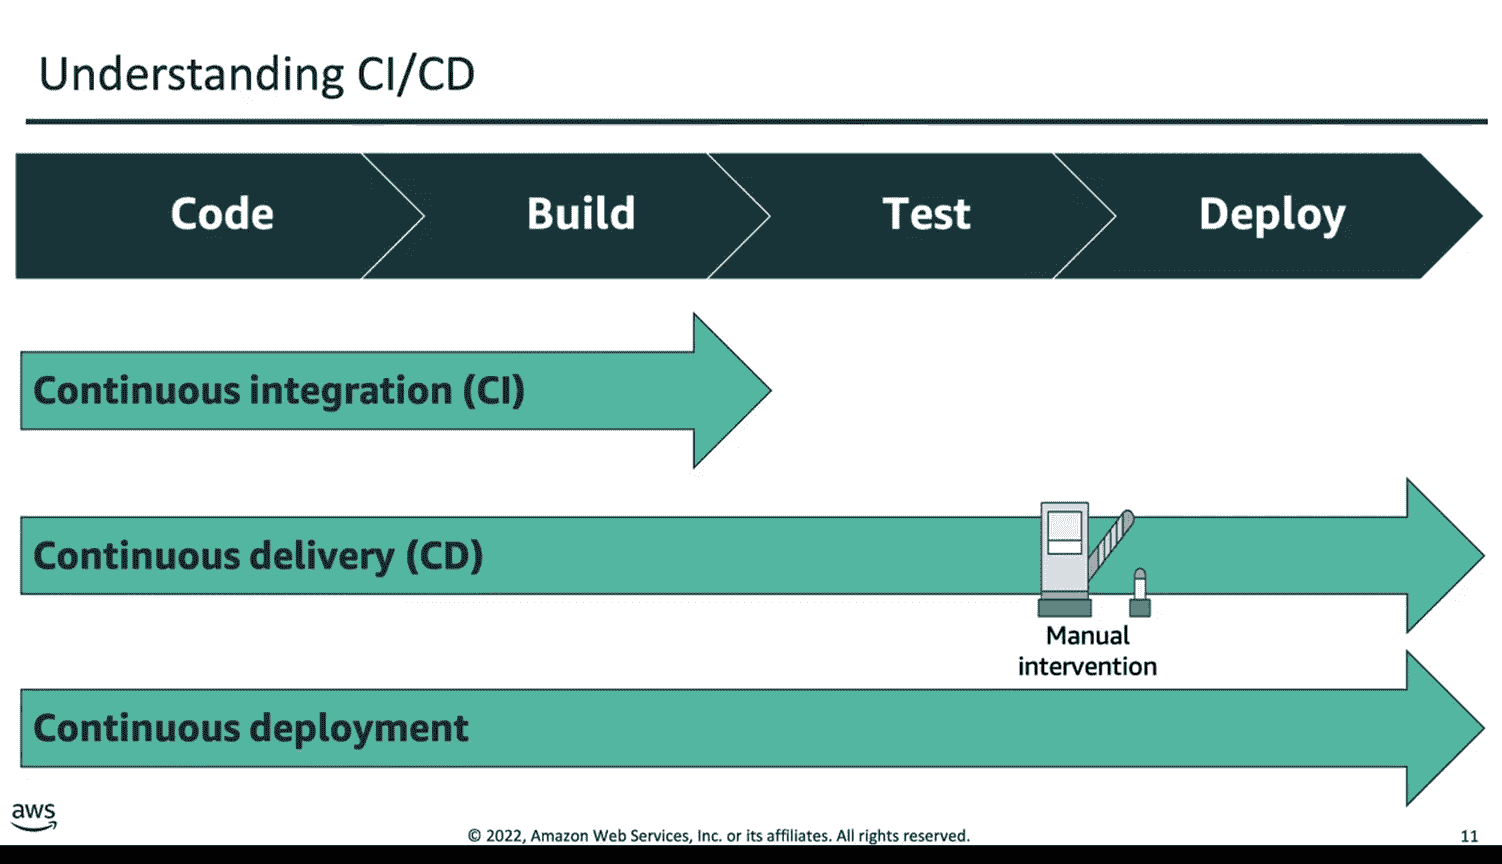 Understanding CI/CD
Code
Build
Test
Deploy
Continuous integration (CI)
Continuous delivery (CD)
Manual
intervention
Continuous deployment
aws
© 2022, Amazon Web Services, Inc. or its affiliates. All rights reserved.
11